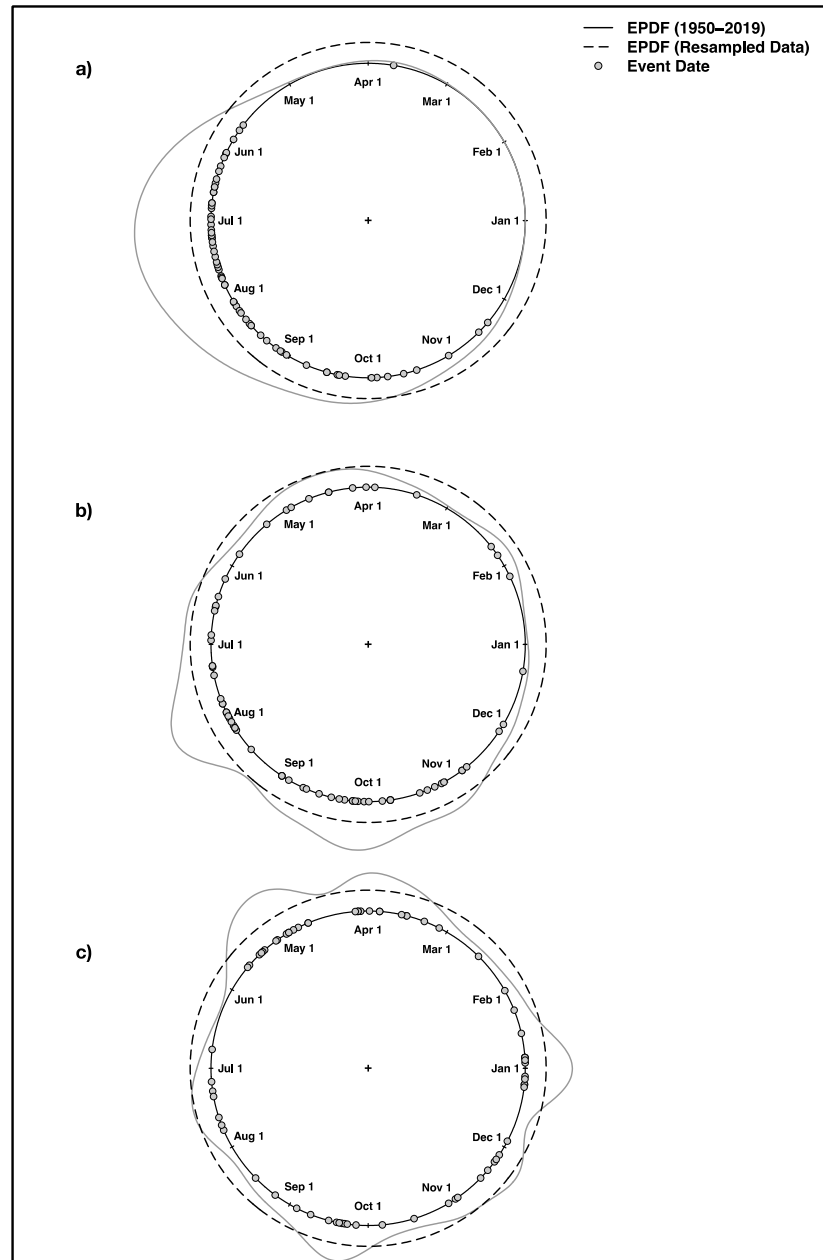 EPDF (1950–2019)
EPDF (Resampled Data)
Event Date
a)
Apr 1
May 1
Mar 1
Jun 1
Feb 1
Jul 1
Jan 1
Aug 1
Dec 1
Sep 1
Nov 1
Oct 1
b)
Apr 1
May 1
Mar 1
Jun 1
Feb 1
Jul 1
Jan 1
Aug 1
Dec 1
Sep 1
Nov 1
Oct 1
c)
Apr 1
May 1
Mar 1
Jun 1
Feb 1
Jul 1
Jan 1
Aug 1
Dec 1
Sep 1
Nov 1
Oct 1